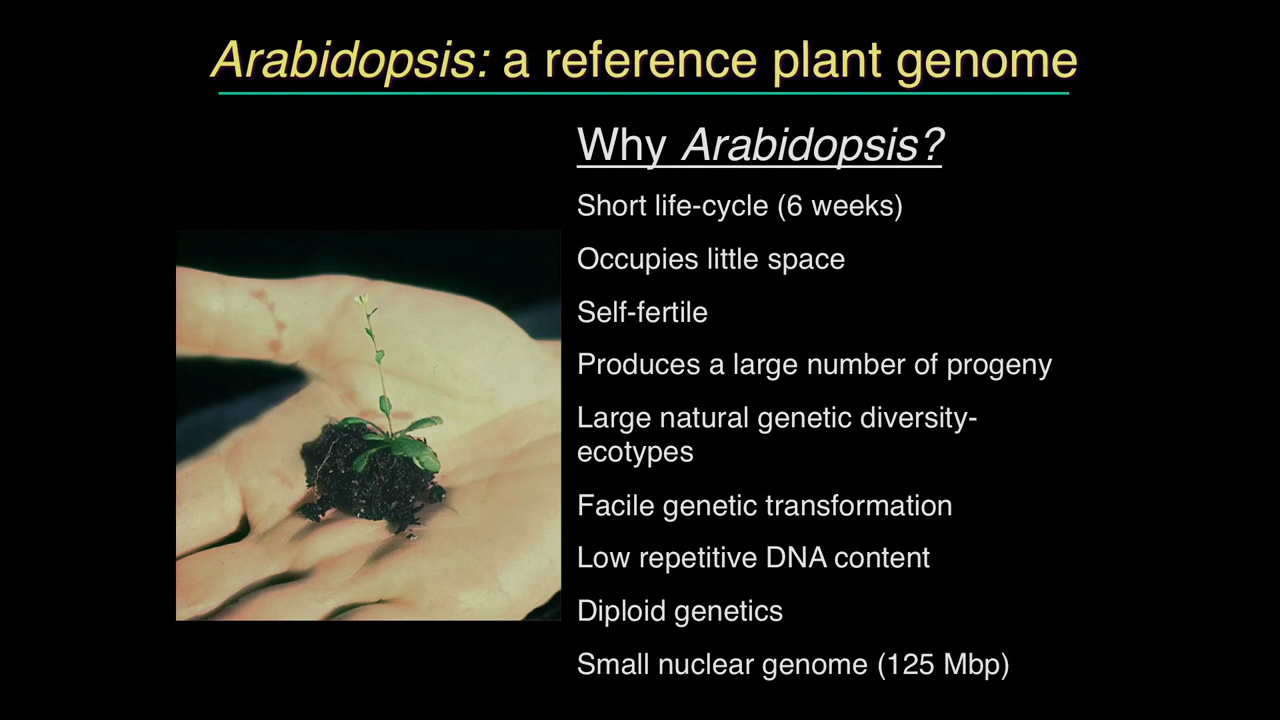 Arabidopsis: a reference plant genome
Why Arabidopsis?
Short life-cycle (6 weeks)
Occupies little space
Self-fertile
Produces a large number of progeny
Large natural genetic diversity-
ecotypes
Facile genetic transformation
Low repetitive DNA content
Diploid genetics
Small nuclear genome (125 Mbp)